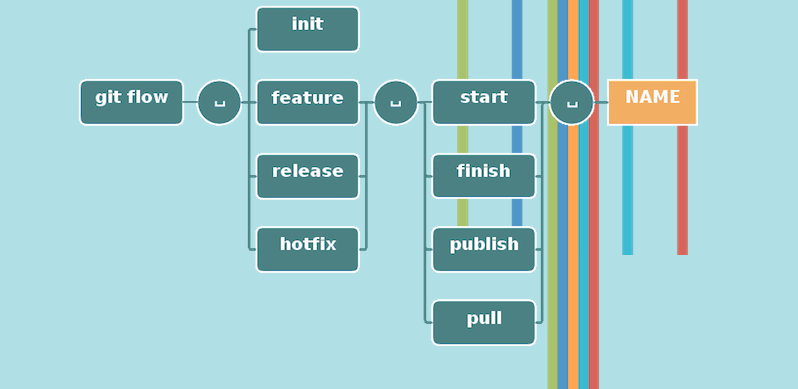 init
git flow
␣
feature
␣
start
␣
NAME
release
finish
hotfix
publish
pull